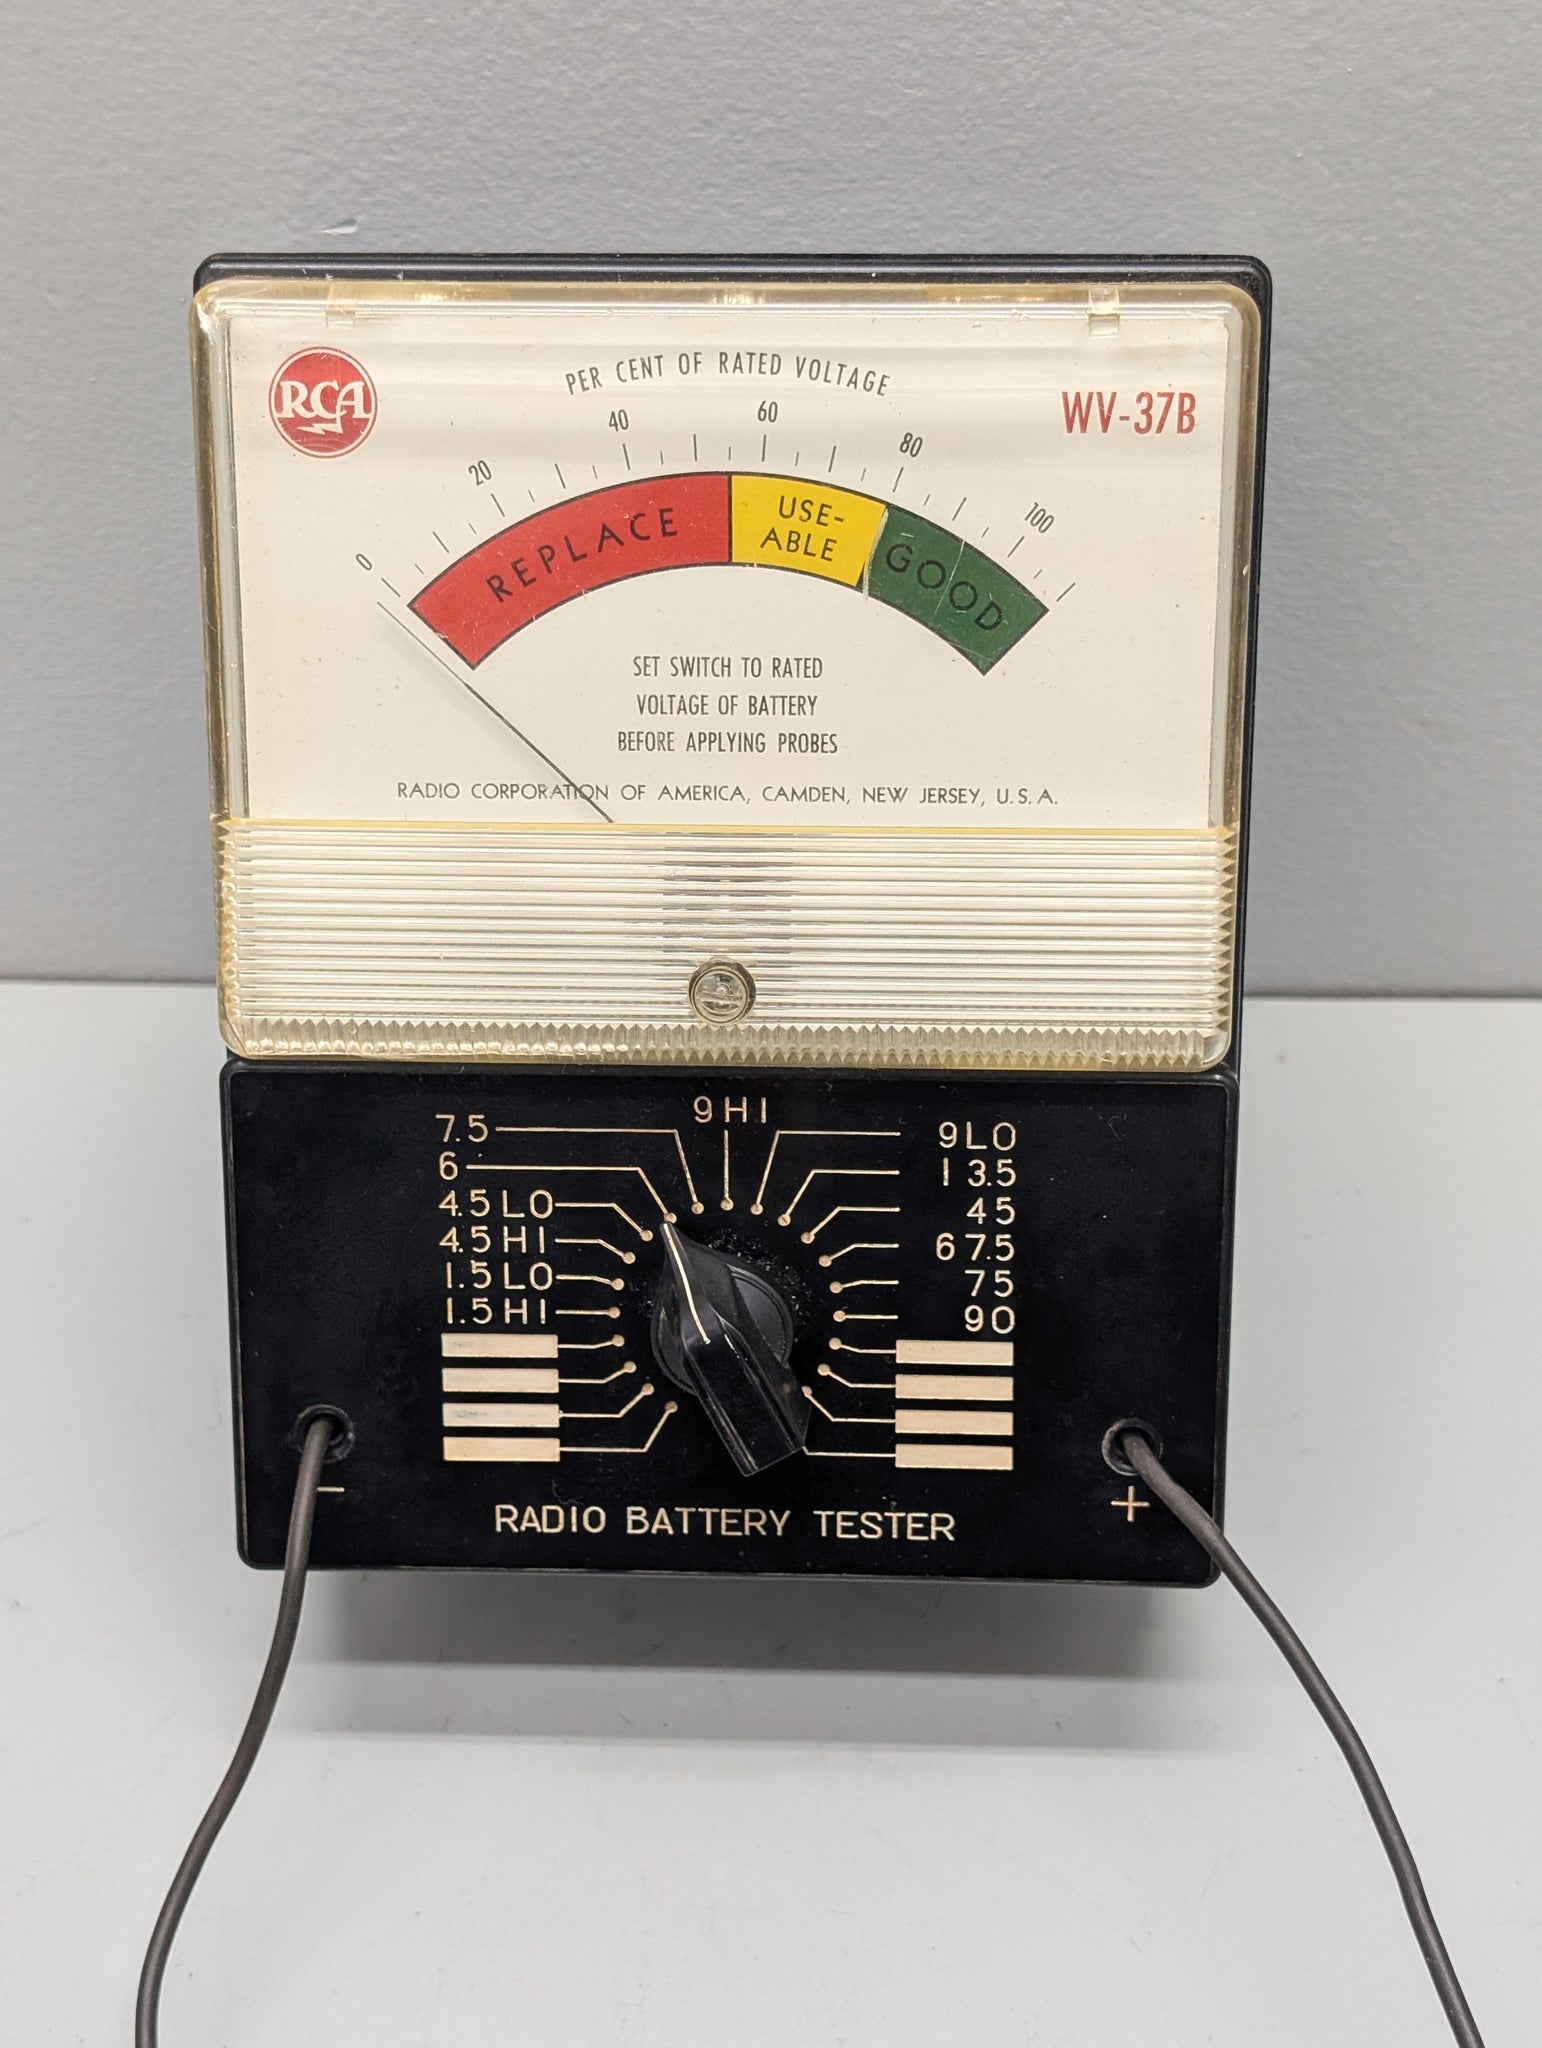 RCA
PER CENT OF RATED VOLTAGE
WV-37B
0 20 40 60 80 100
REPLACE
USE-
ABLE
GOOD
SET SWITCH TO RATED
VOLTAGE OF BATTERY
BEFORE APPLYING PROBES
RADIO CORPORATION OF AMERICA, CAMDEN, NEW JERSEY, U.S.A.
9 HI
7.5
6
4.5 LO
4.5 HI
1.5 LO
1.5 HI
9 LO
13.5
45
67.5
75
90
- +
RADIO BATTERY TESTER